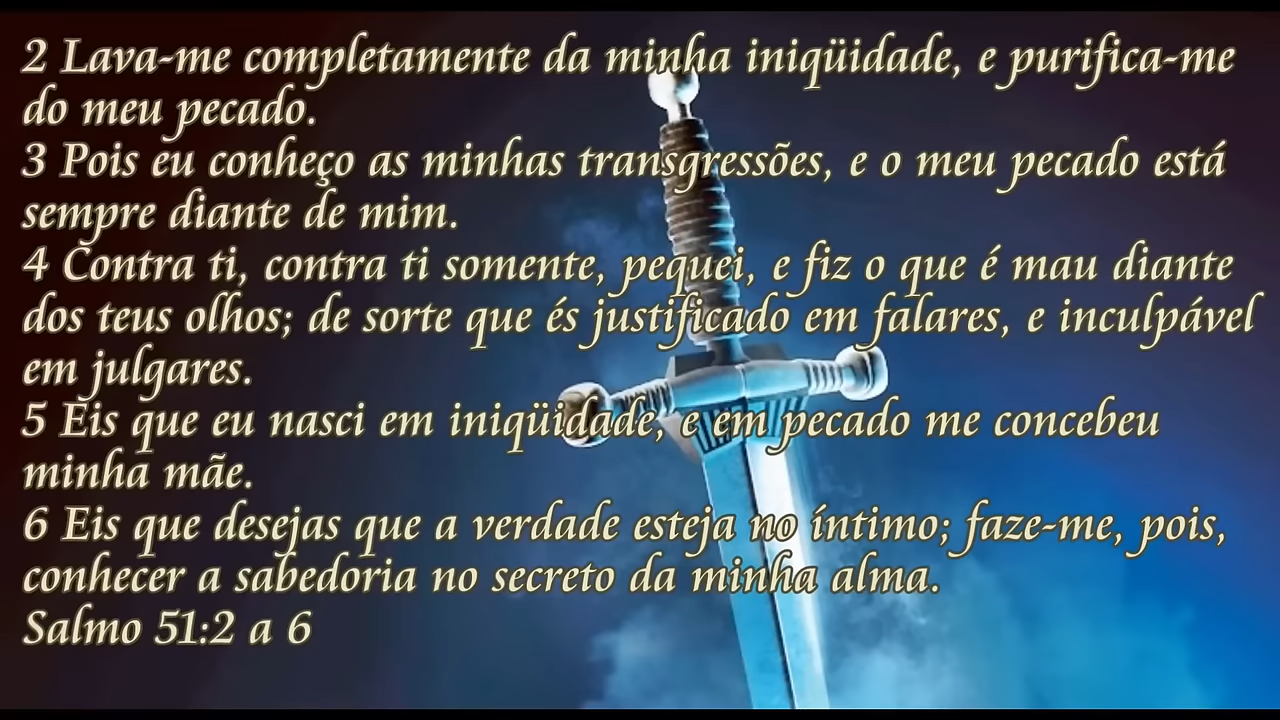 2 Lava-me completamente da minha iniqüidade, e purifica-me
do meu pecado.
3 Pois eu conheço as minhas transgressões, e o meu pecado está
sempre diante de mim.
4 Contra ti, contra ti somente, pequei, e fiz o que é mau diante
dos teus olhos; de sorte que és justificado em falares, e inculpável
em julgares.
5 Eis que eu nasci em iniqüidade, e em pecado me concebeu
minha mãe.
6 Eis que desejas que a verdade esteja no íntimo; faze-me, pois,
conhecer a sabedoria no secreto da minha alma.
Salmo 51:2 a 6